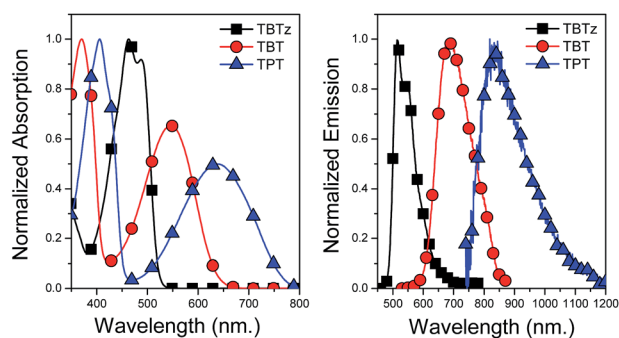 TBTz
TBT
TPT
1.0
0.8
0.6
0.4
0.2
0.0
Normalized Absorption
400 500 600 700 800
Wavelength (nm.)
TBTz
TBT
TPT
1.0
0.8
0.6
0.4
0.2
0.0
Normalized Emission
500 600 700 800 900 1000 1100 1200
Wavelength (nm.)